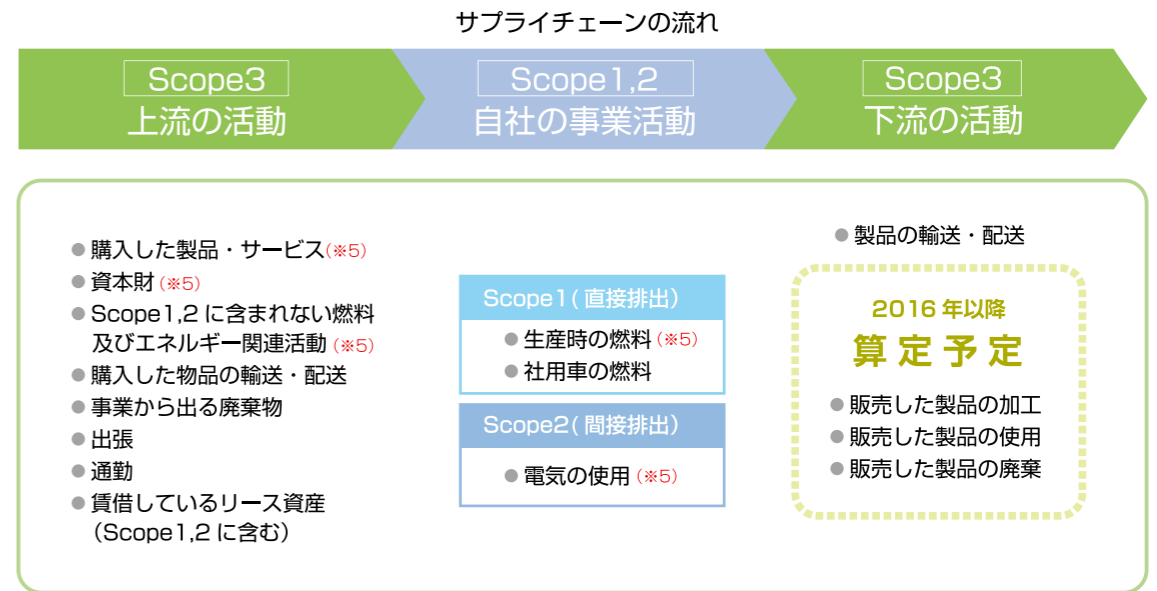 サプライチェーンの流れ
Scope3
上流の活動
Scope1,2
自社の事業活動
Scope3
下流の活動
●購入した製品・サービス(※5)
●資本財(※5)
●Scope1,2 に含まれない燃料
及びエネルギー関連活動(※5)
●購入した物品の輸送・配送
●事業から出る廃棄物
●出張
●通勤
●賃借しているリース資産
(Scope1,2 に含む)
Scope1(直接排出)
●生産時の燃料(※5)
●社用車の燃料
Scope2(間接排出)
●電気の使用(※5)
●製品の輸送・配送
2016 年以降
算定予定
●販売した製品の加工
●販売した製品の使用
●販売した製品の廃棄